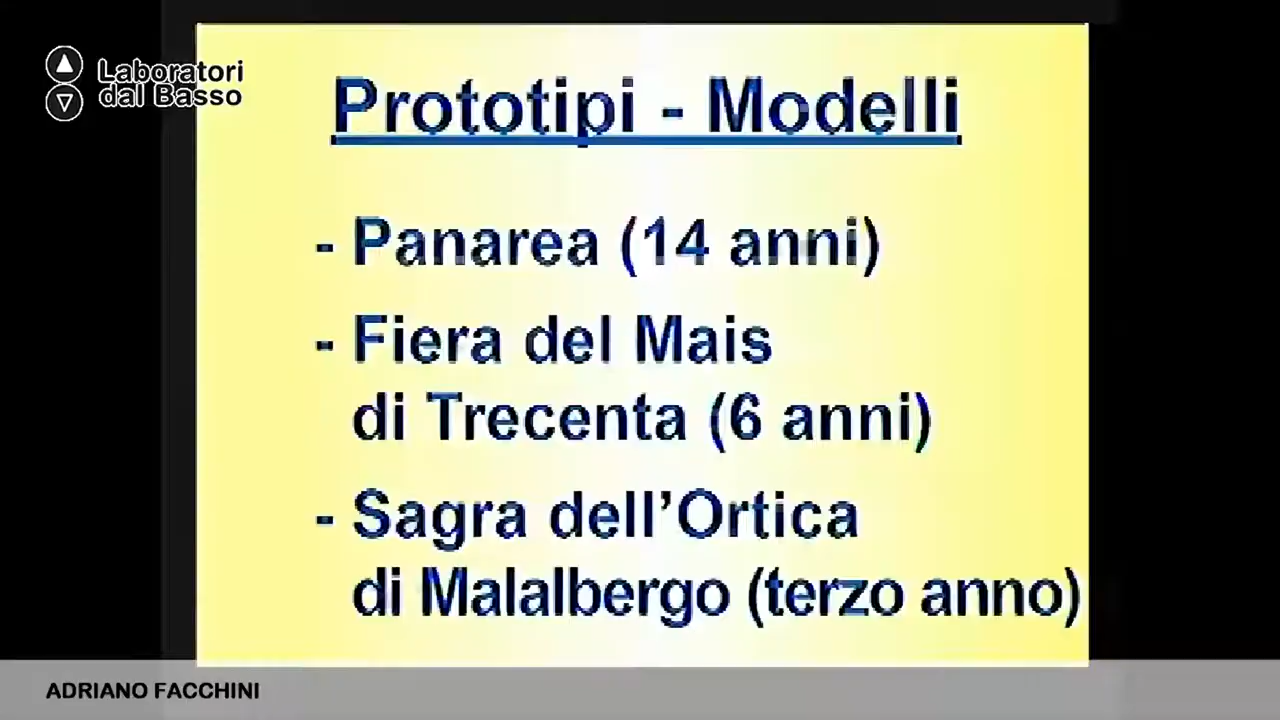 Laboratori
dal Basso
Prototipi - Modelli
- Panarea (14 anni)
- Fiera del Mais
di Trecenta (6 anni)
- Sagra dell’Ortica
di Malalbergo (terzo anno)
ADRIANO FACCHINI